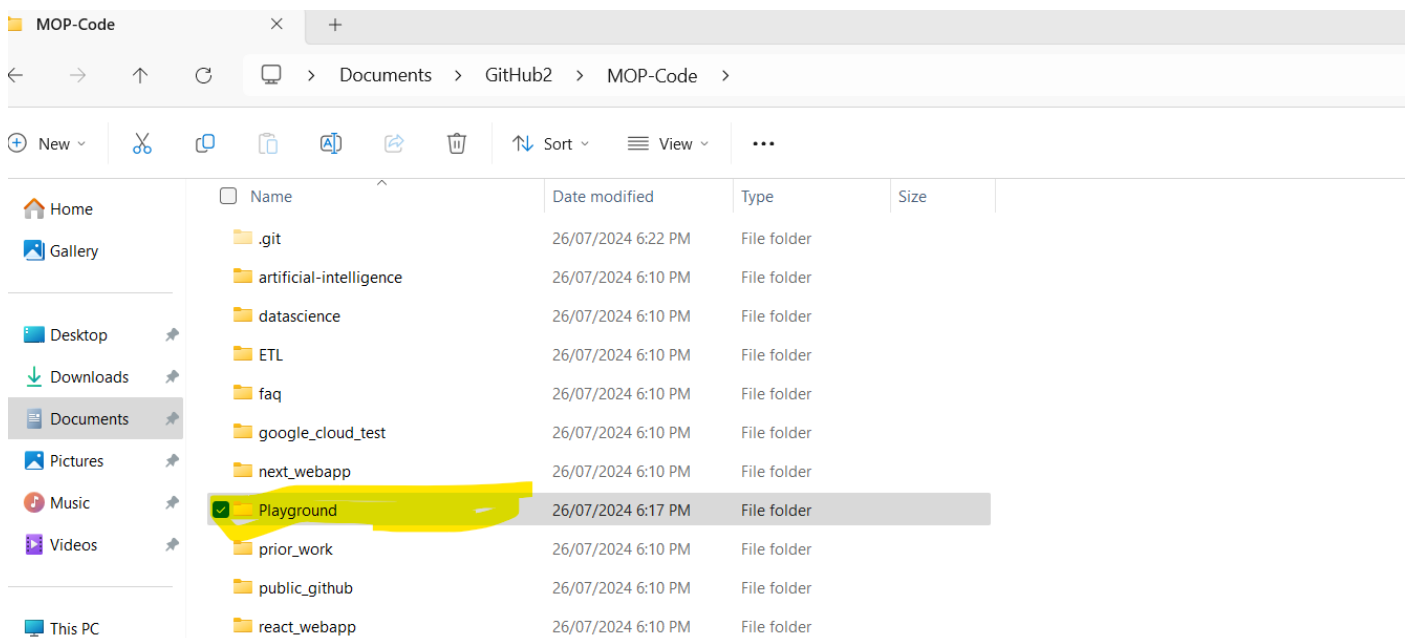 MOP-Code
Documents > GitHub2 > MOP-Code >
New Sort View
Name Date modified Type Size
Home
Gallery
Desktop
Downloads
Documents
Pictures
Music
Videos
This PC
.git 26/07/2024 6:22 PM File folder
artificial-intelligence 26/07/2024 6:10 PM File folder
datascience 26/07/2024 6:10 PM File folder
ETL 26/07/2024 6:10 PM File folder
faq 26/07/2024 6:10 PM File folder
google_cloud_test 26/07/2024 6:10 PM File folder
next_webapp 26/07/2024 6:10 PM File folder
Playground 26/07/2024 6:17 PM File folder
prior_work 26/07/2024 6:10 PM File folder
public_github 26/07/2024 6:10 PM File folder
react_webapp 26/07/2024 6:10 PM File folder